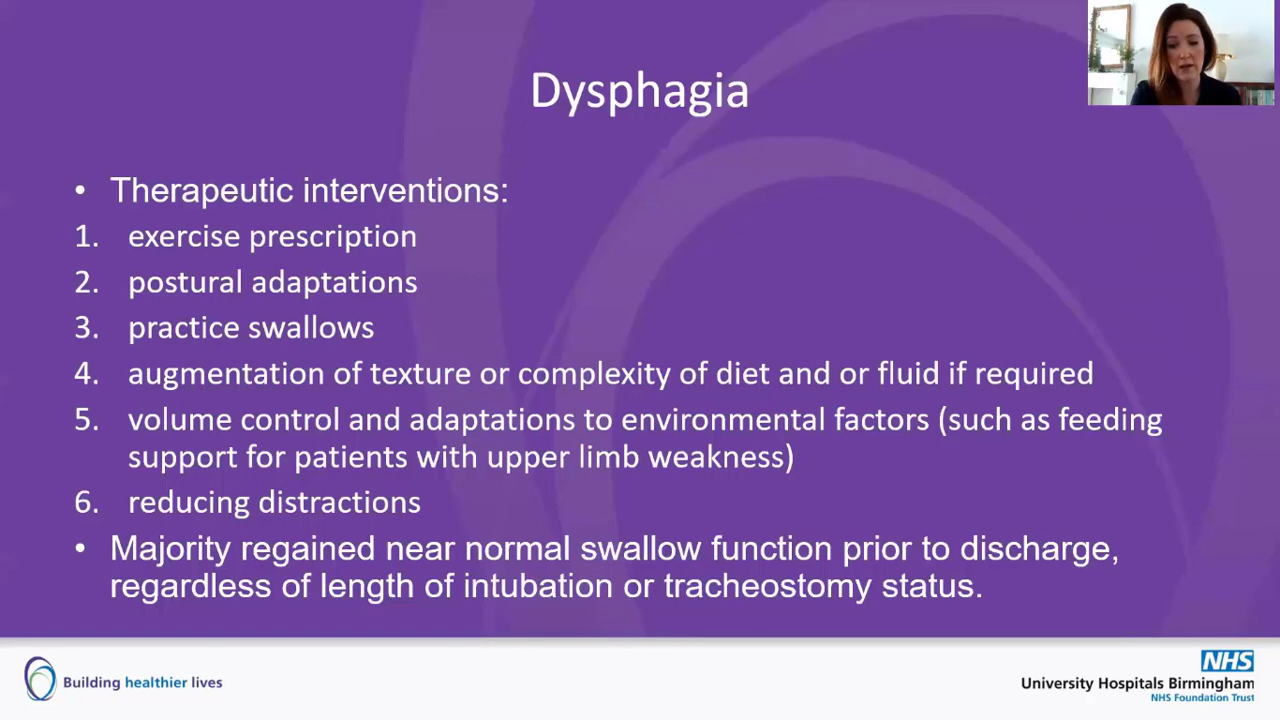 Dysphagia
• Therapeutic interventions:
1. exercise prescription
2. postural adaptations
3. practice swallows
4. augmentation of texture or complexity of diet and or fluid if required
5. volume control and adaptations to environmental factors (such as feeding
support for patients with upper limb weakness)
6. reducing distractions
• Majority regained near normal swallow function prior to discharge,
regardless of length of intubation or tracheostomy status.
Building healthier lives
NHS
University Hospitals Birmingham
NHS Foundation Trust